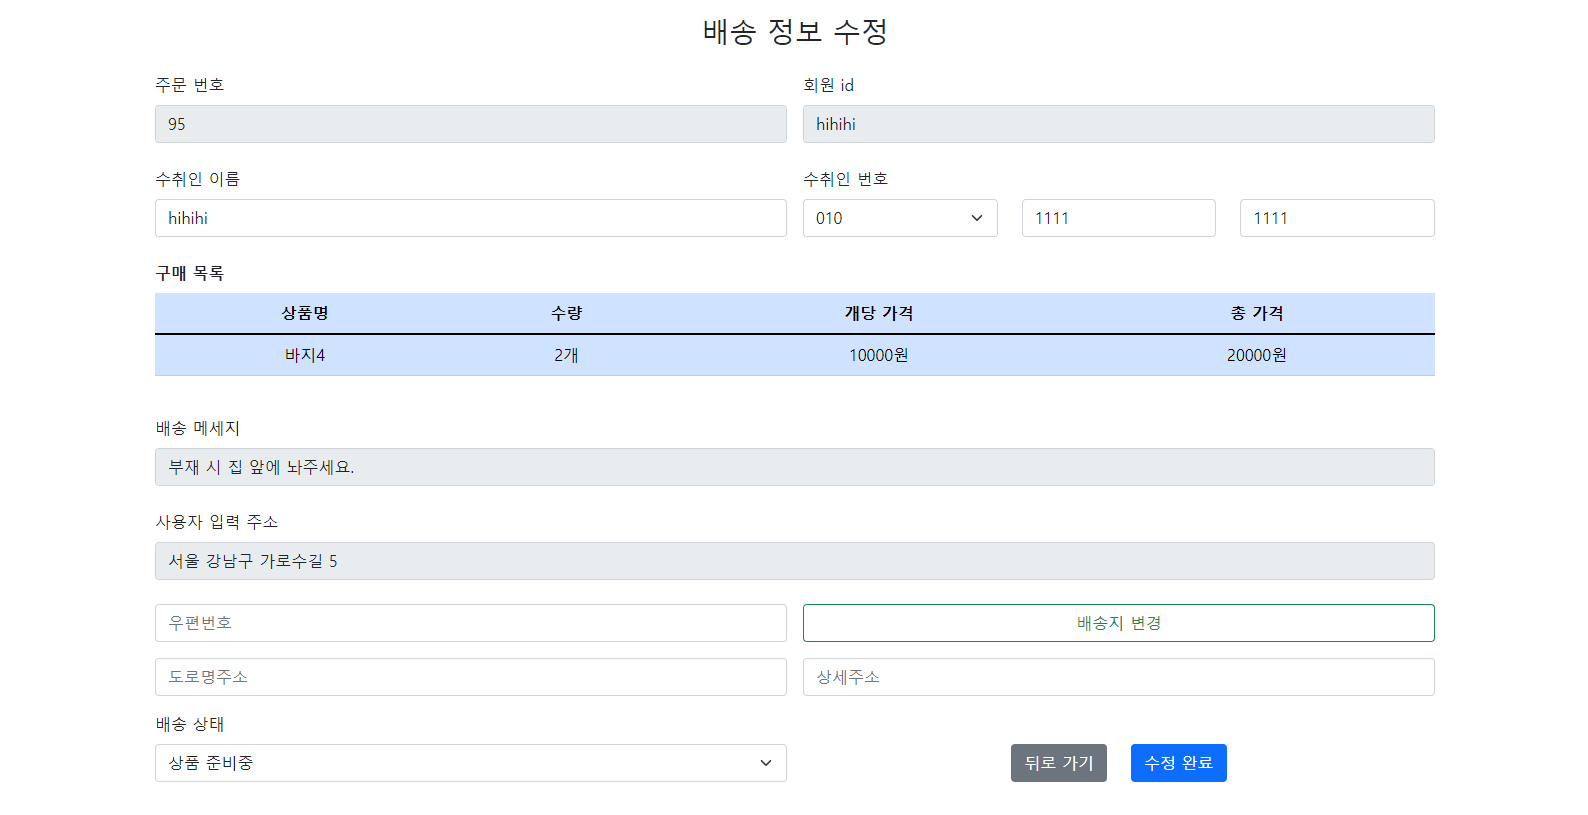 배송 정보 수정
주문 번호 회원 id
95 hihihi
수취인 이름 수취인 번호
hihihi 010 1111 1111
구매 목록
상품명 수량 개당 가격 총 가격
바지4 2개 10000원 20000원
배송 메세지
부재 시 집 앞에 놔주세요.
사용자 입력 주소
서울 강남구 가로수길 5
우편번호 배송지 변경
도로명주소 상세주소
배송 상태
상품 준비중 뒤로 가기 수정 완료